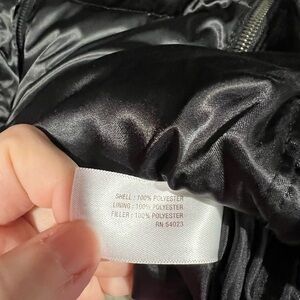 SHELL: 100% POLYESTER
LINING: 100% POLYESTER
FILLER: 100% POLYESTER
RN 54023